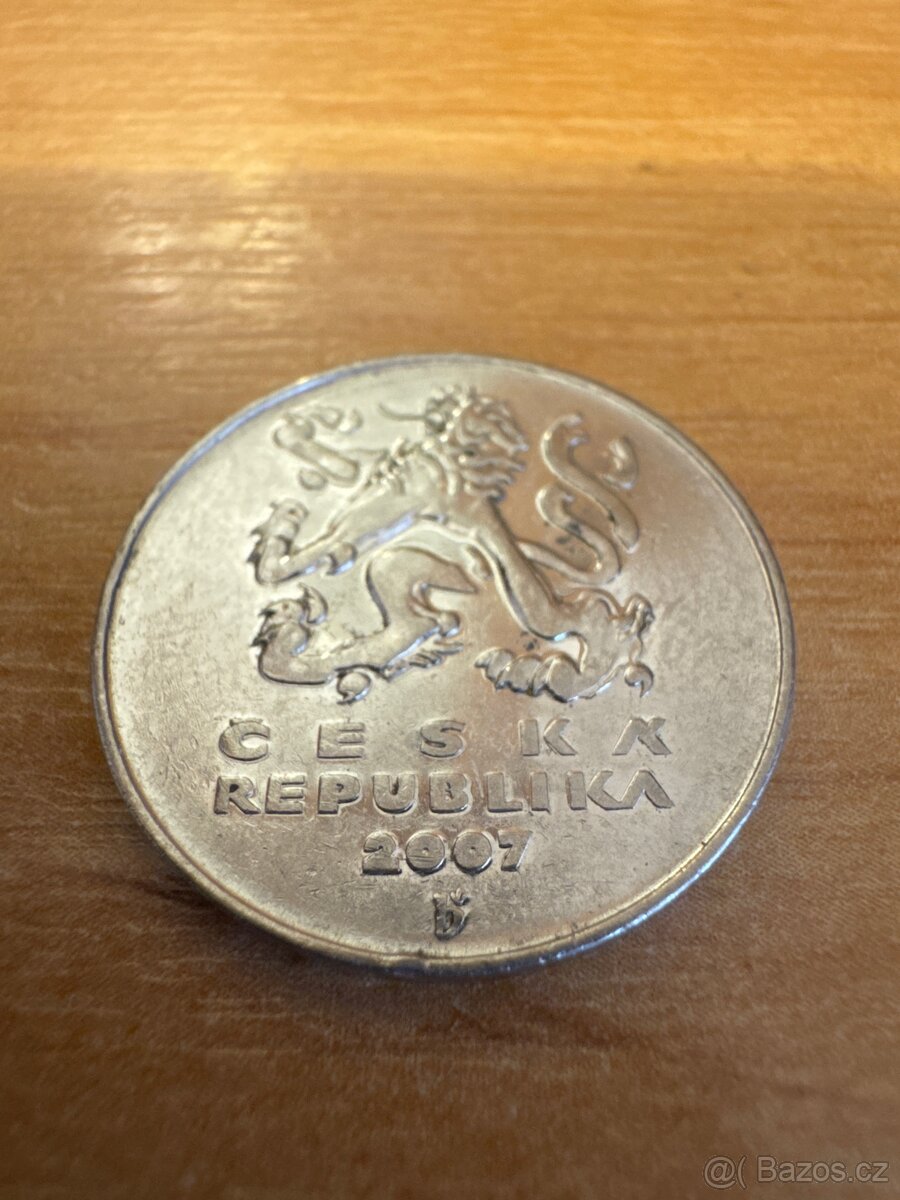 ČESKÁ
REPUBLIKA
2007
@( Bazos.cz